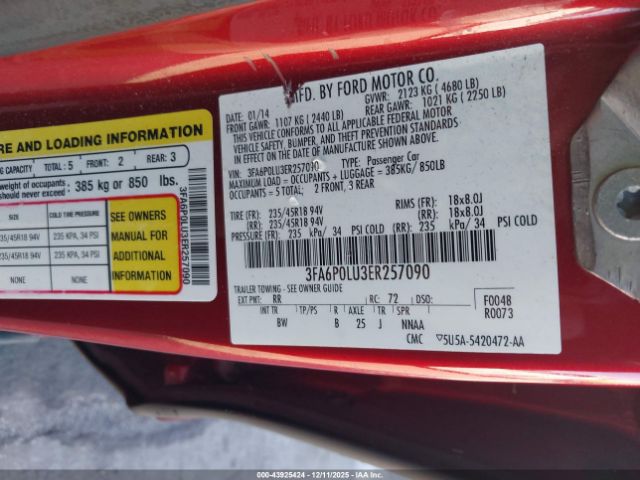 MFD. BY FORD MOTOR CO.
DATE: 01/14
GVWR: 2123 KG ( 4680 LB)
FRONT GAWR: 1107 KG ( 2440 LB)
REAR GAWR: 1021 KG ( 2250 LB)
THIS VEHICLE CONFORMS TO ALL APPLICABLE FEDERAL MOTOR
VEHICLE SAFETY, BUMPER, AND THEFT PREVENTION STANDARDS
IN EFFECT ON THE DATE OF MANUFACTURE SHOWN ABOVE.
VIN: 3FA6P0LU3ER257090 TYPE: Passenger Car
MAXIMUM LOAD = OCCUPANTS + LUGGAGE = 385KG/ 850LB
OCCUPANTS = 5 TOTAL; 2 FRONT, 3 REAR
TIRE (FR): 235/45R18 94V RIMS (FR): 18x8.0J
(RR): 235/45R18 94V (RR): 18x8.0J
PRESSURE (FR): 235 kPa/ 34 PSI COLD (RR): 235 kPa/ 34 PSI COLD
3FA6P0LU3ER257090
TRAILER TOWING - SEE OWNER GUIDE
EXT PNT: RR RC: 72 DSO: F0048
R0073
INT TR TP/PS R AXLE TR SPR
BW B 25 J NNAA
CMC 5U5A-5420472-AA
RE AND LOADING INFORMATION
G CAPACITY TOTAL: 5 FRONT: 2 REAR: 3
weight of occupants
should never exceed: 385 kg or 850 lbs.
SIZE COLD TIRE PRESSURE
35/45R18 94V 235 KPA, 34 PSI
35/45R18 94V 235 KPA, 34 PSI
NONE NONE
SEE OWNERS
MANUAL FOR
ADDITIONAL
INFORMATION
3FA6P0LU3ER257090
000-43925424 - 12/11/2025 - IAAI.COM